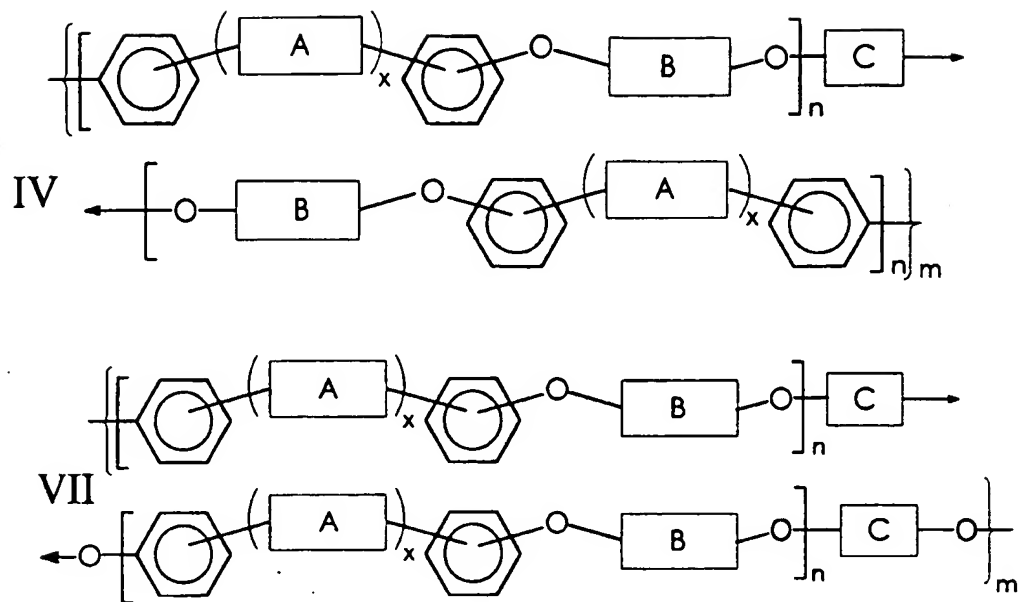 {[ ( A )x O B O ]n C
IV
[ O B O ( A )x ]n }m
{[ ( A )x O B O ]n C
VII
O [ ( A )x O B O ]n C O }m